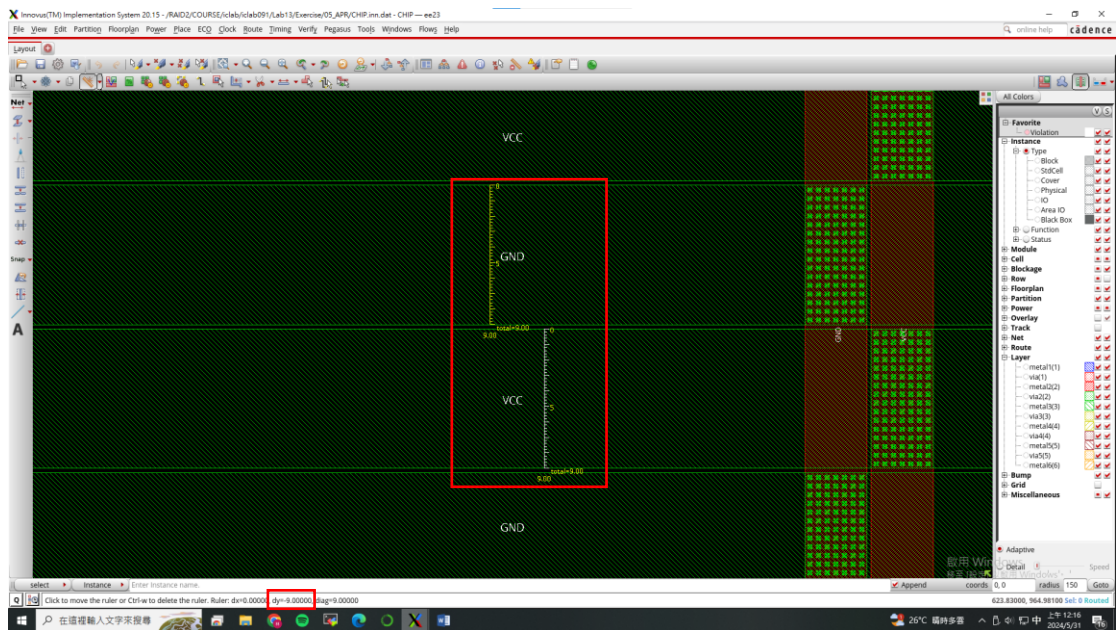 Innovus(TM) Implementation System 20.15 - /RAID2/COURSE/iclab/iclab091/Lab13/Exercise/05_APR/CHIP.inn.dat - CHIP — ee23
File View Edit Partition Floorplan Power Place ECO Clock Route Timing Verify Pegasus Tools Windows Flows Help
online help
cādence
Layout
All Colors
Net
Snap
A
V S
Favorite
Violation
Instance
Type
Block
StdCell
Cover
Physical
IO
Area IO
Black Box
Function
Status
Module
Cell
Blockage
Row
Floorplan
Partition
Power
Overlay
Track
Net
Route
Layer
metal1(1)
via(1)
metal2(2)
via2(2)
metal3(3)
via3(3)
metal4(4)
via4(4)
metal5(5)
via5(5)
metal6(6)
Bump
Grid
Miscellaneous
VCC
0
GND
5
total=9.00
9.00
0
GND
VCC
5
total=9.00
9.00
GND
Adaptive
Detail
Speed
啟用 Windows
select Instance Enter Instance name.
Append coords 0, 0 radius 150 Goto
Q Click to move the ruler or Ctrl-w to delete the ruler. Ruler: dx=0.00000, dy=-9.00000, diag=9.00000
623.83000, 964.98100 Sel: 0 Routed
在這裡輸入文字來搜尋
26°C 晴時多雲
中
上午 12:16
2024/5/31